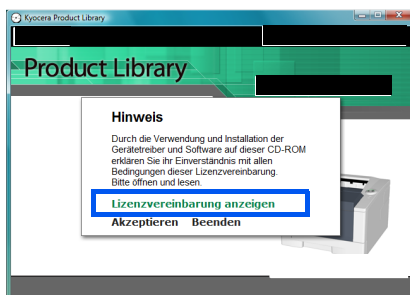 Kyocera Product Library
Product Library
Hinweis
Durch die Verwendung und Installation der
Gerätetreiber und Software auf dieser CD-ROM
erklären Sie ihr Einverständnis mit allen
Bedingungen dieser Lizenzvereinbarung.
Bitte öffnen und lesen.
Lizenzvereinbarung anzeigen
Akzeptieren Beenden